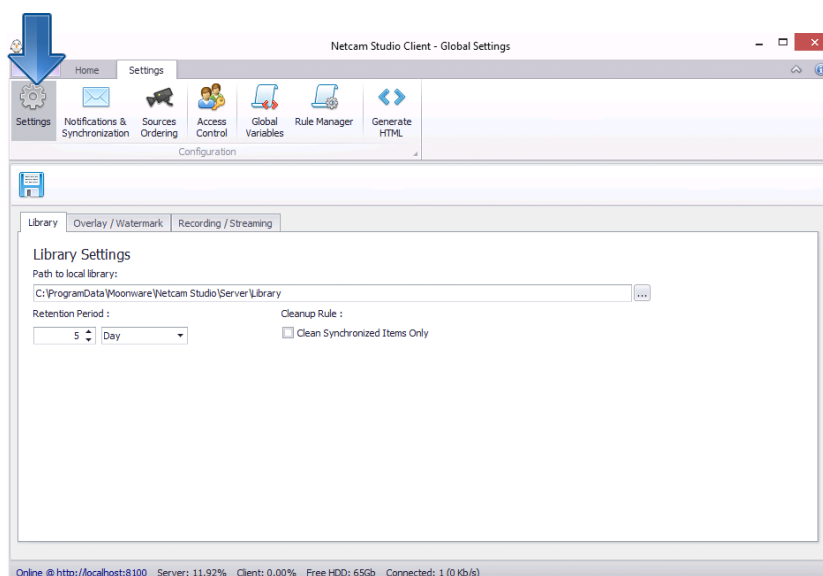 Netcam Studio Client - Global Settings
Home Settings
Settings
Notifications &
Synchronization
Sources
Ordering
Access
Control
Global
Variables
Rule Manager
Generate
HTML
Configuration
Library Overlay / Watermark Recording / Streaming
Library Settings
Path to local library:
C:\ProgramData\Moonware\Netcam Studio\Server\Library ...
Retention Period : Cleanup Rule :
5 Day Clean Synchronized Items Only
Online @ http://localhost:8100 Server: 11.92% Client: 0.00% Free HDD: 65Gb Connected: 1 (0 Kb/s)